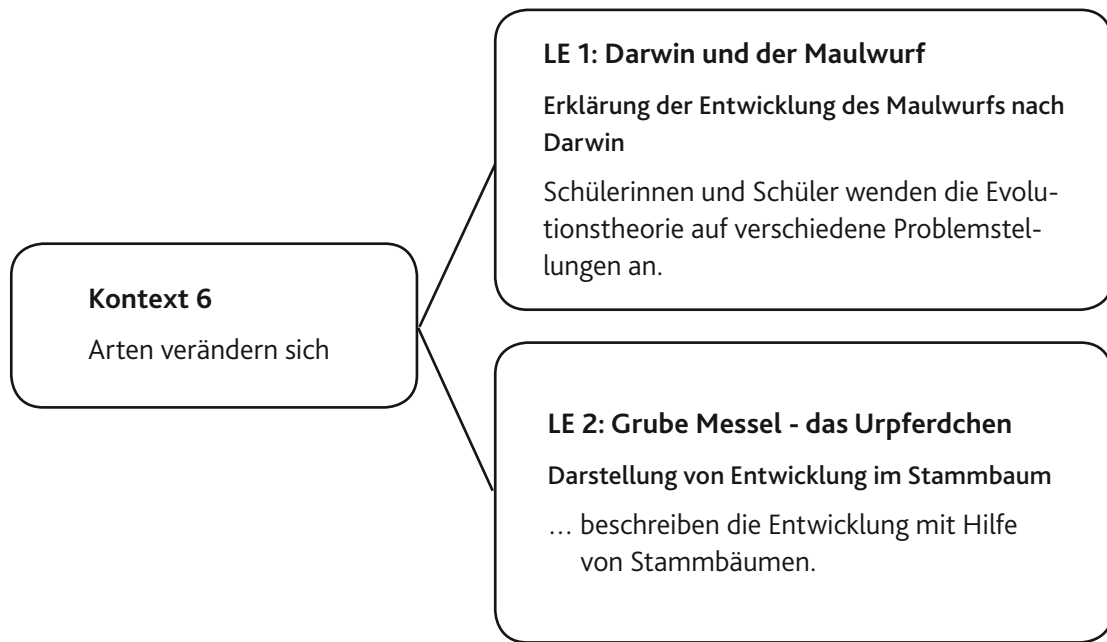 Kontext 6
Arten verändern sich
LE 1: Darwin und der Maulwurf
Erklärung der Entwicklung des Maulwurfs nach
Darwin
Schülerinnen und Schüler wenden die Evolu-
tionstheorie auf verschiedene Problemstel-
lungen an.
LE 2: Grube Messel - das Urpferdchen
Darstellung von Entwicklung im Stammbaum
… beschreiben die Entwicklung mit Hilfe
von Stammbäumen.